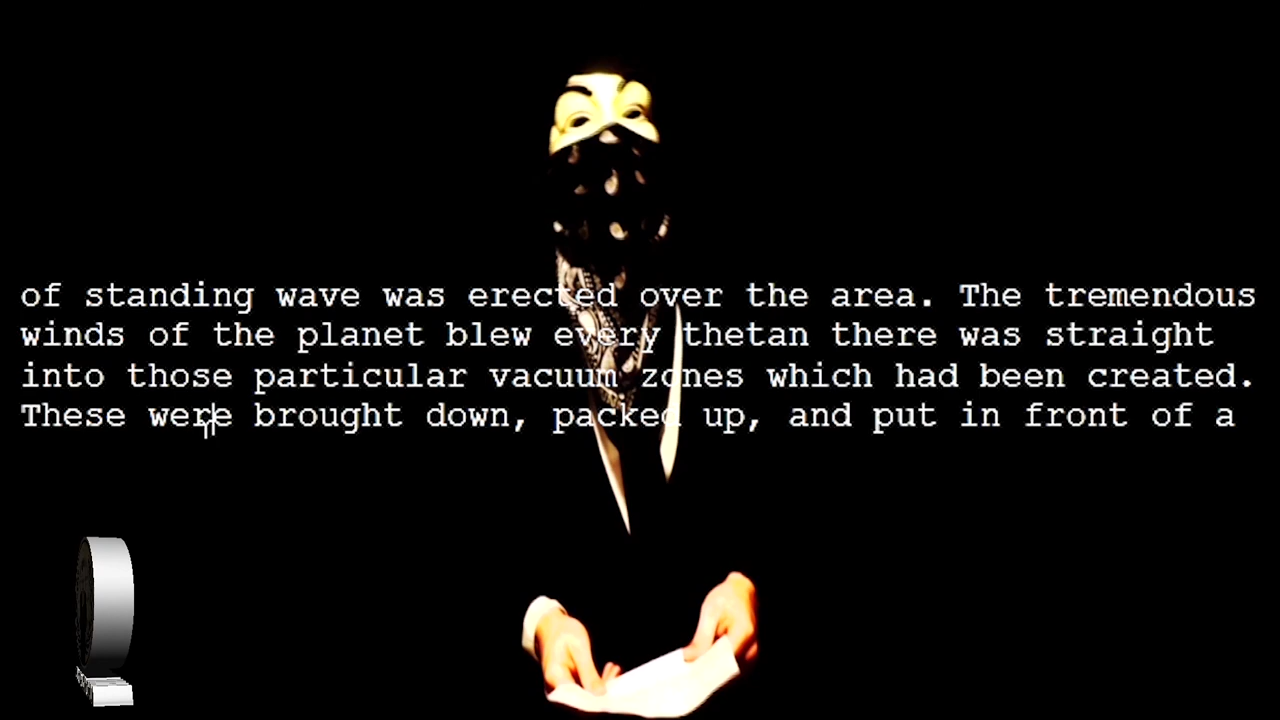 of standing wave was erected over the area. The tremendous
winds of the planet blew every thetan there was straight
into those particular vacuum zones which had been created.
These were brought down, packed up, and put in front of a